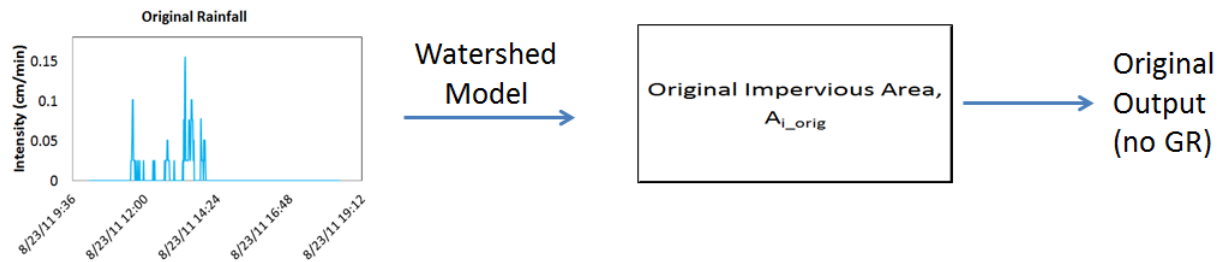 Original Rainfall
Intensity (cm/min)
0.15
0.1
0.05
0
8/23/11 9:36
8/23/11 12:00
8/23/11 14:24
8/23/11 16:48
8/23/11 19:12
Watershed
Model
Original Impervious Area,
Ai_orig
Original
Output
(no GR)